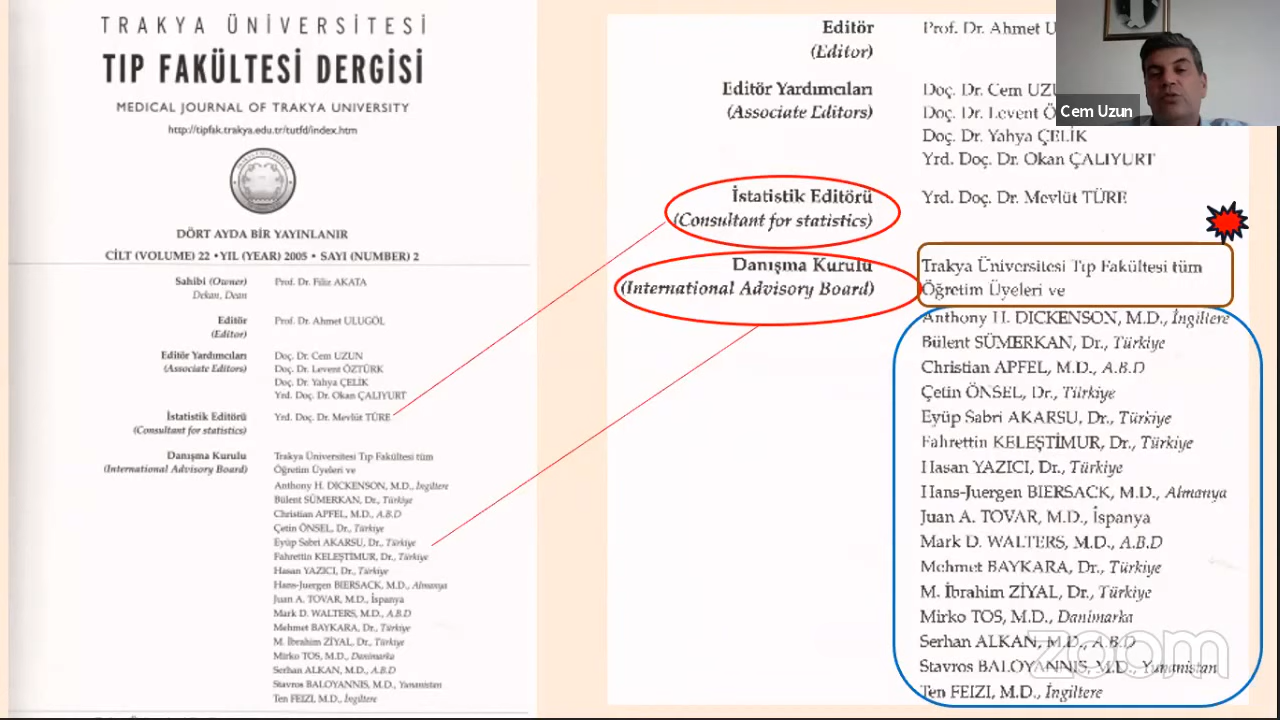 TRAKYA ÜNİVERSİTESİ
TIP FAKÜLTESİ DERGİSİ
MEDICAL JOURNAL OF TRAKYA UNIVERSITY
http://tipfak.trakya.edu.tr/tutfd/index.htm
DÖRT AYDA BİR YAYINLANIR
CİLT (VOLUME) 22 • YIL (YEAR) 2005 • SAYI (NUMBER) 2
Sahibi (Owner) Prof. Dr. Filiz AKATA
Dekan, Dean
Editör Prof. Dr. Ahmet ULUGÖL
(Editor)
Editör Yardımcıları Doç. Dr. Cem UZUN
(Associate Editors) Doç. Dr. Levent ÖZTÜRK
Doç. Dr. Yahya ÇELİK
Yrd. Doç. Dr. Okan ÇALIYURT
İstatistik Editörü Yrd. Doç. Dr. Mevlüt TÜRE
(Consultant for statistics)
Danışma Kurulu Trakya Üniversitesi Tıp Fakültesi tüm
(International Advisory Board) Öğretim Üyeleri ve
Anthony H. DICKENSON, M.D., İngiltere
Bülent SÜMERKAN, Dr., Türkiye
Christian APFEL, M.D., A.B.D
Çetin ÖNSEL, Dr., Türkiye
Eyüp Sabri AKARSU, Dr., Türkiye
Fahrettin KELEŞTİMUR, Dr., Türkiye
Hasan YAZICI, Dr., Türkiye
Hans-Juergen BIERSACK, M.D., Almanya
Juan A. TOVAR, M.D., İspanya
Mark D. WALTERS, M.D., A.B.D
Mehmet BAYKARA, Dr., Türkiye
M. İbrahim ZİYAL, Dr., Türkiye
Mirko TOS, M.D., Danimarka
Serhan ALKAN, M.D., A.B.D
Stavros BALOYANNIS, M.D., Yunanistan
Ten FEIZI, M.D., İngiltere
Editör Prof. Dr. Ahmet U
(Editor)
Editör Yardımcıları Doç. Dr. Cem UZU
(Associate Editors) Doç. Dr. Levent Ö
Doç. Dr. Yahya ÇELİK
Yrd. Doç. Dr. Okan ÇALIYURT
İstatistik Editörü Yrd. Doç. Dr. Mevlüt TÜRE
(Consultant for statistics)
Danışma Kurulu Trakya Üniversitesi Tıp Fakültesi tüm
(International Advisory Board) Öğretim Üyeleri ve
Anthony H. DICKENSON, M.D., İngiltere
Bülent SÜMERKAN, Dr., Türkiye
Christian APFEL, M.D., A.B.D
Çetin ÖNSEL, Dr., Türkiye
Eyüp Sabri AKARSU, Dr., Türkiye
Fahrettin KELEŞTİMUR, Dr., Türkiye
Hasan YAZICI, Dr., Türkiye
Hans-Juergen BIERSACK, M.D., Almanya
Juan A. TOVAR, M.D., İspanya
Mark D. WALTERS, M.D., A.B.D
Mehmet BAYKARA, Dr., Türkiye
M. İbrahim ZİYAL, Dr., Türkiye
Mirko TOS, M.D., Danimarka
Serhan ALKAN, M.D., A.B.D
Stavros BALOYANNIS, M.D., Yunanistan
Ten FEIZI, M.D., İngiltere
Cem Uzun
zoom